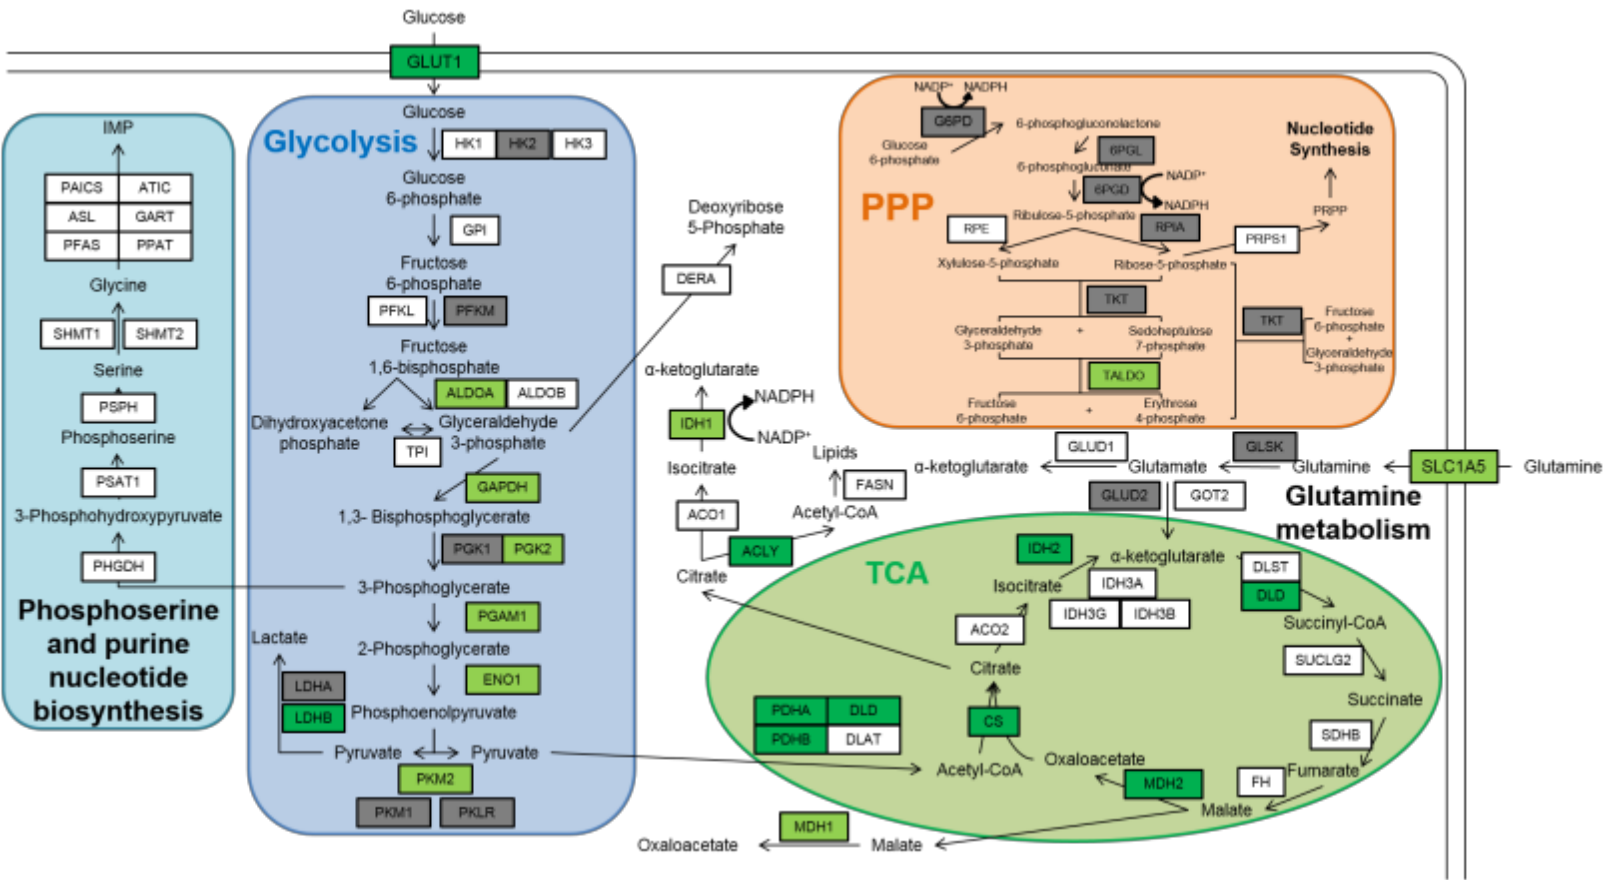 Glucose
GLUT1
IMP
PAICS
ATIC
ASL
GART
PFAS
PPAT
Glycine
SHMT1
SHMT2
Serine
PSPH
Phosphoserine
PSAT1
3-Phosphohydroxypyruvate
PHGDH
Phosphoserine
and purine
nucleotide
biosynthesis
Glycolysis
Glucose
HK1
HK2
HK3
Glucose
6-phosphate
GPI
Fructose
6-phosphate
PFKL
PFKM
Fructose
1,6-bisphosphate
ALDOA
ALDOB
Dihydroxyacetone
phosphate
Glyceraldehyde
3-phosphate
TPI
GAPDH
1,3- Bisphosphoglycerate
PGK1
PGK2
3-Phosphoglycerate
PGAM1
2-Phosphoglycerate
ENO1
Lactate
LDHA
LDHB
Phosphoenolpyruvate
Pyruvate
Pyruvate
PKM2
PKM1
PKLR
Deoxyribose
5-Phosphate
DERA
α-ketoglutarate
IDH1
NADPH
NADP+
Isocitrate
ACO1
Citrate
ACLY
Lipids
FASN
Acetyl-CoA
PPP
NADP+
NADPH
G6PD
Glucose
6-phosphate
6-phosphogluconolactone
6PGL
6-phosphogluconate
6PGD
NADP+
NADPH
Ribulose-5-phosphate
RPE
RPIA
Xylulose-5-phosphate
Ribose-5-phosphate
PRPS1
PRPP
Nucleotide
Synthesis
TKT
Glyceraldehyde
3-phosphate
+
Sedoheptulose
7-phosphate
TALDO
Fructose
6-phosphate
+
Erythrose
4-phosphate
TKT
Fructose
6-phosphate
+
Glyceraldehyde
3-phosphate
α-ketoglutarate
GLUD1
Glutamate
GLSK
Glutamine
SLC1A5
Glutamine
GLUD2
GOT2
Glutamine
metabolism
TCA
IDH2
α-ketoglutarate
Isocitrate
IDH3A
IDH3G
IDH3B
DLST
DLD
Succinyl-CoA
SUCLG2
Succinate
SDHB
Fumarate
FH
Malate
MDH2
Oxaloacetate
ACO2
Citrate
CS
Acetyl-CoA
PDHA
DLD
PDHB
DLAT
MDH1
Oxaloacetate
Malate